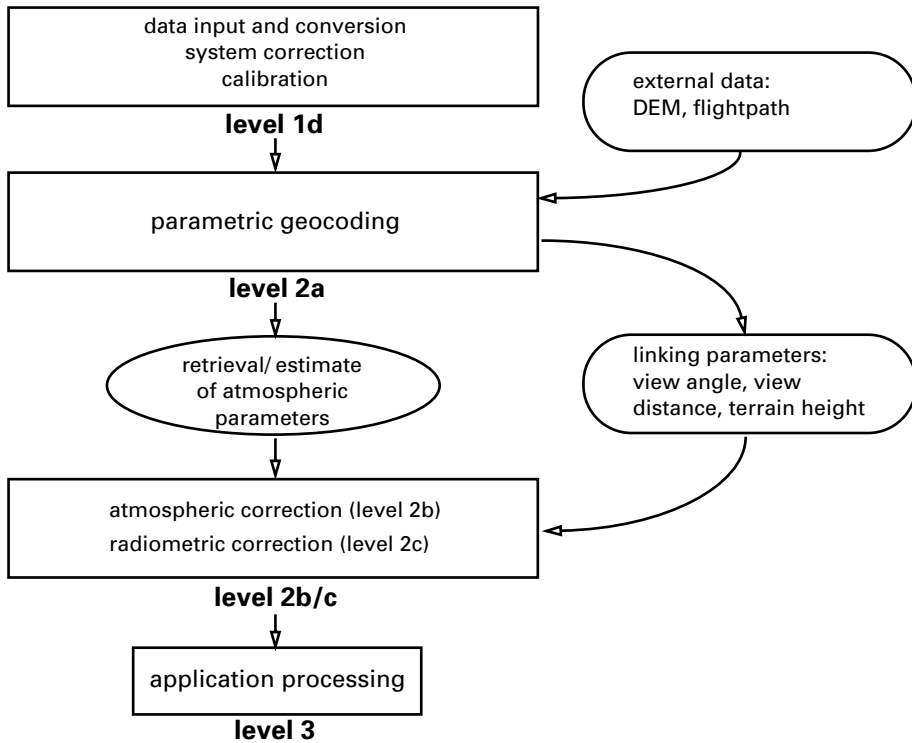 data input and conversion
system correction
calibration
level 1d
external data:
DEM, flightpath
parametric geocoding
level 2a
retrieval/ estimate
of atmospheric
parameters
linking parameters:
view angle, view
distance, terrain height
atmospheric correction (level 2b)
radiometric correction (level 2c)
level 2b/c
application processing
level 3